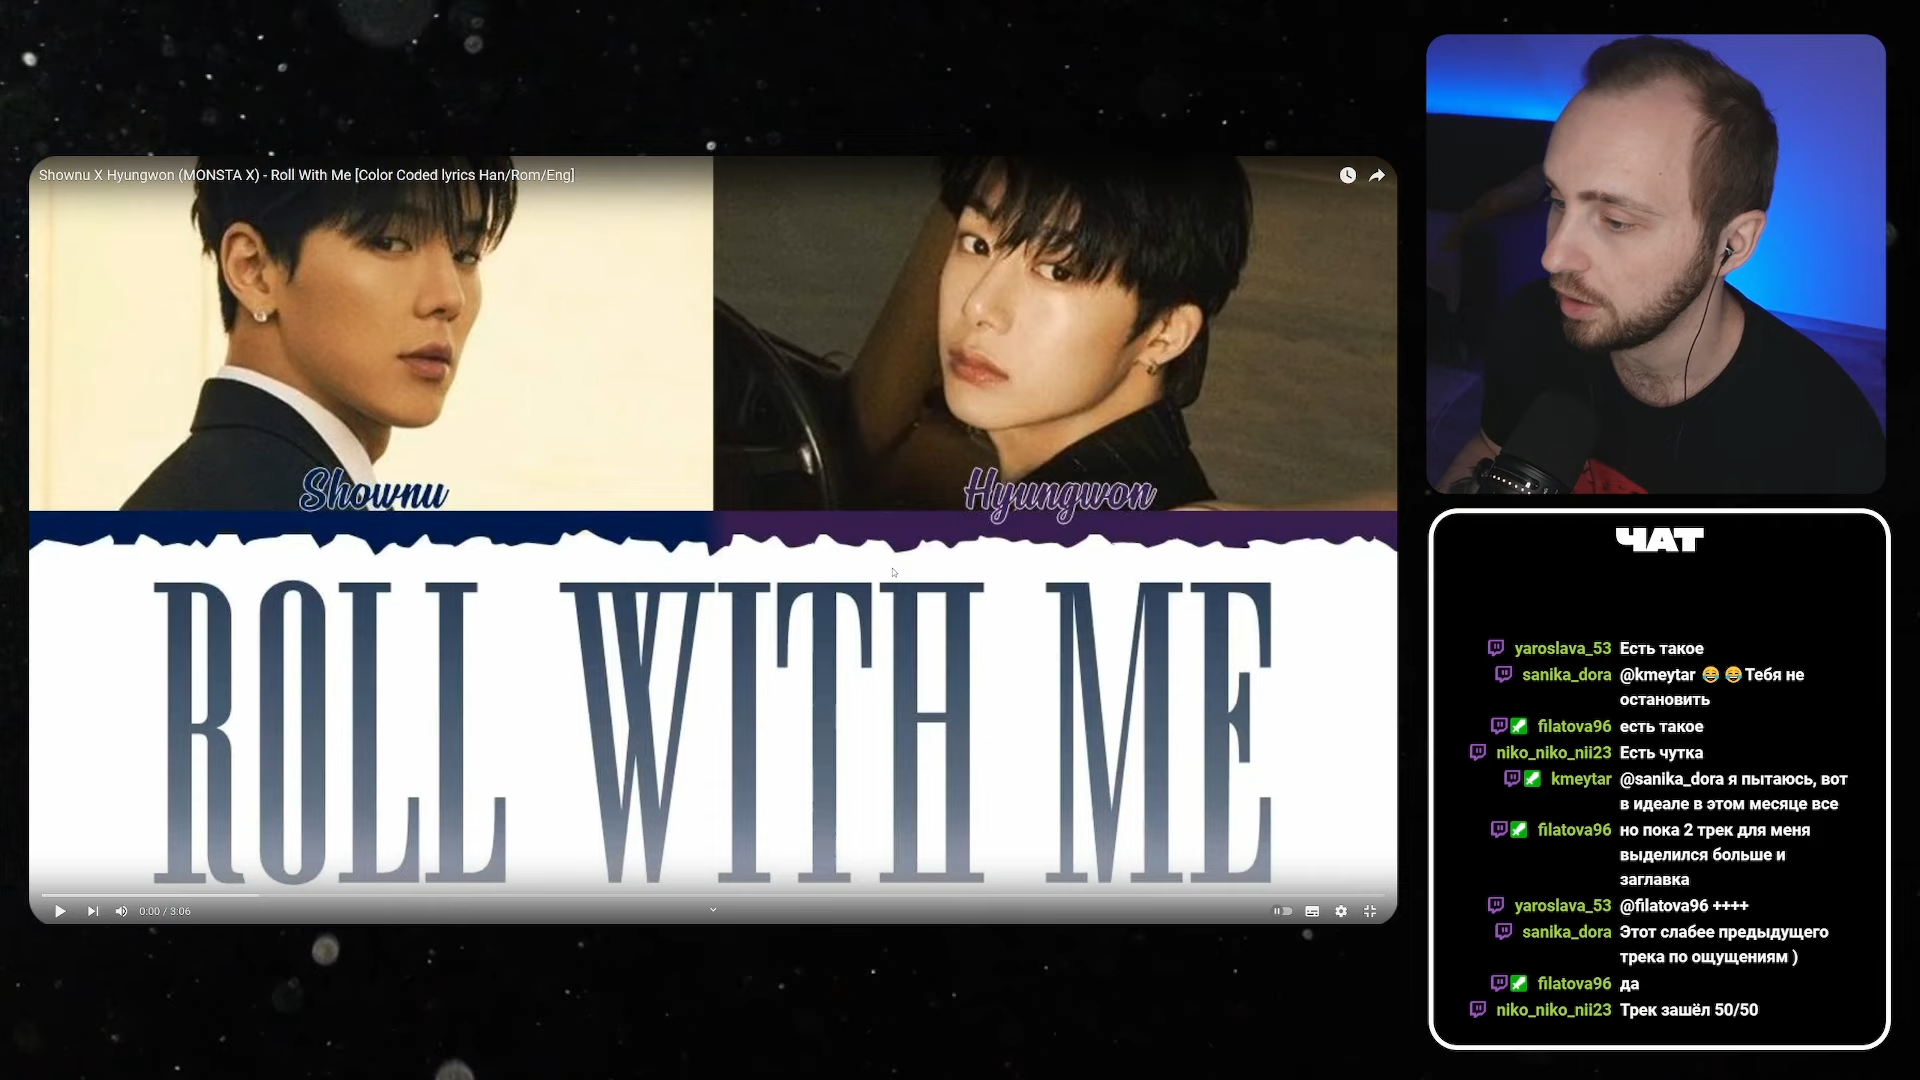 Shownu X Hyungwon (MONSTA X) - Roll With Me [Color Coded lyrics Han/Rom/Eng]
Shownu
Hyungwon
ROLL WITH ME
0:00 / 3:06
ЧАТ
yaroslava_53 Есть такое
sanika_dora @kmeytar 😂 😂Тебя не
остановить
filatova96 есть такое
niko_niko_nii23 Есть чутка
kmeytar @sanika_dora я пытаюсь, вот
в идеале в этом месяце все
filatova96 но пока 2 трек для меня
выделился больше и
заглавка
yaroslava_53 @filatova96 ++++
sanika_dora Этот слабее предыдущего
трека по ощущениям )
filatova96 да
niko_niko_nii23 Трек зашёл 50/50